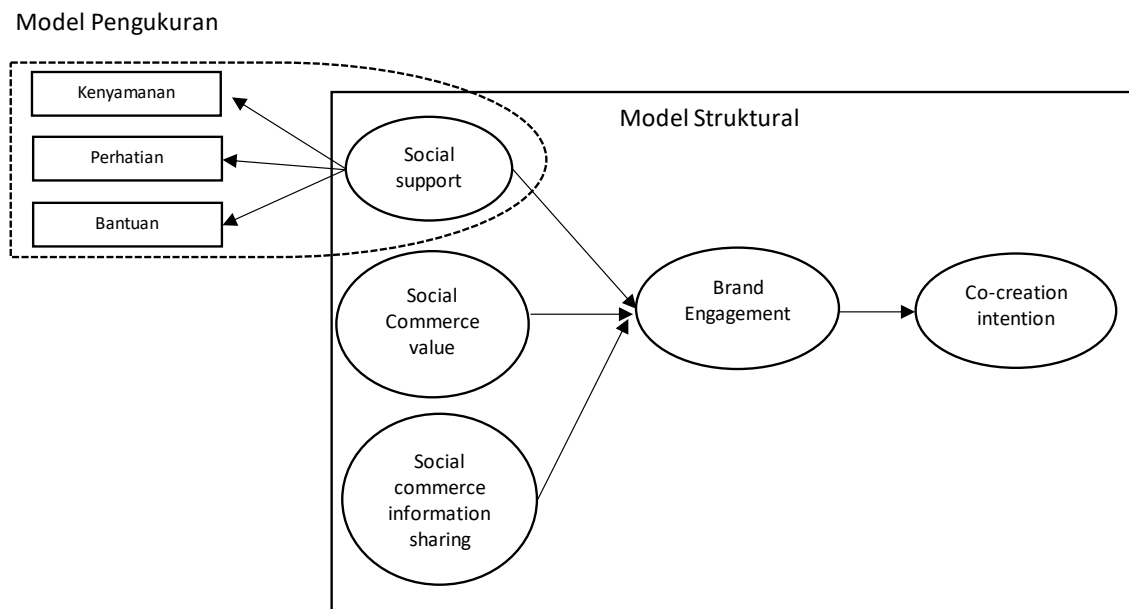 Model Pengukuran
Kenyamanan
Perhatian
Bantuan
Model Struktural
Social
support
Social
Commerce
value
Social
commerce
information
sharing
Brand
Engagement
Co-creation
intention